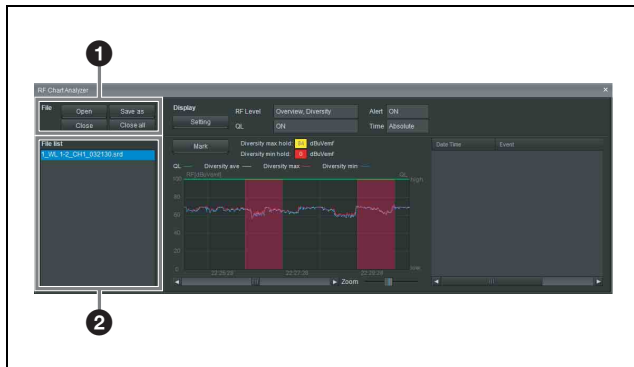 1
RF Chart Analyzer
×
File
Open
Save as
Close
Close all
Display
Setting
RF Level
Overview, Diversity
Alert
ON
QL
ON
Time
Absolute
File list
1_WL 1-2_CH1_032130.srd
Mark
Diversity max hold:
dBuVemf
Diversity min hold:
dBuVemf
QL
Diversity ave
Diversity max
Diversity min
RF[dBuVemf]
QL
100
80
60
40
20
0
High
Low
22:27:28
Zoom
Date Time
Event
2